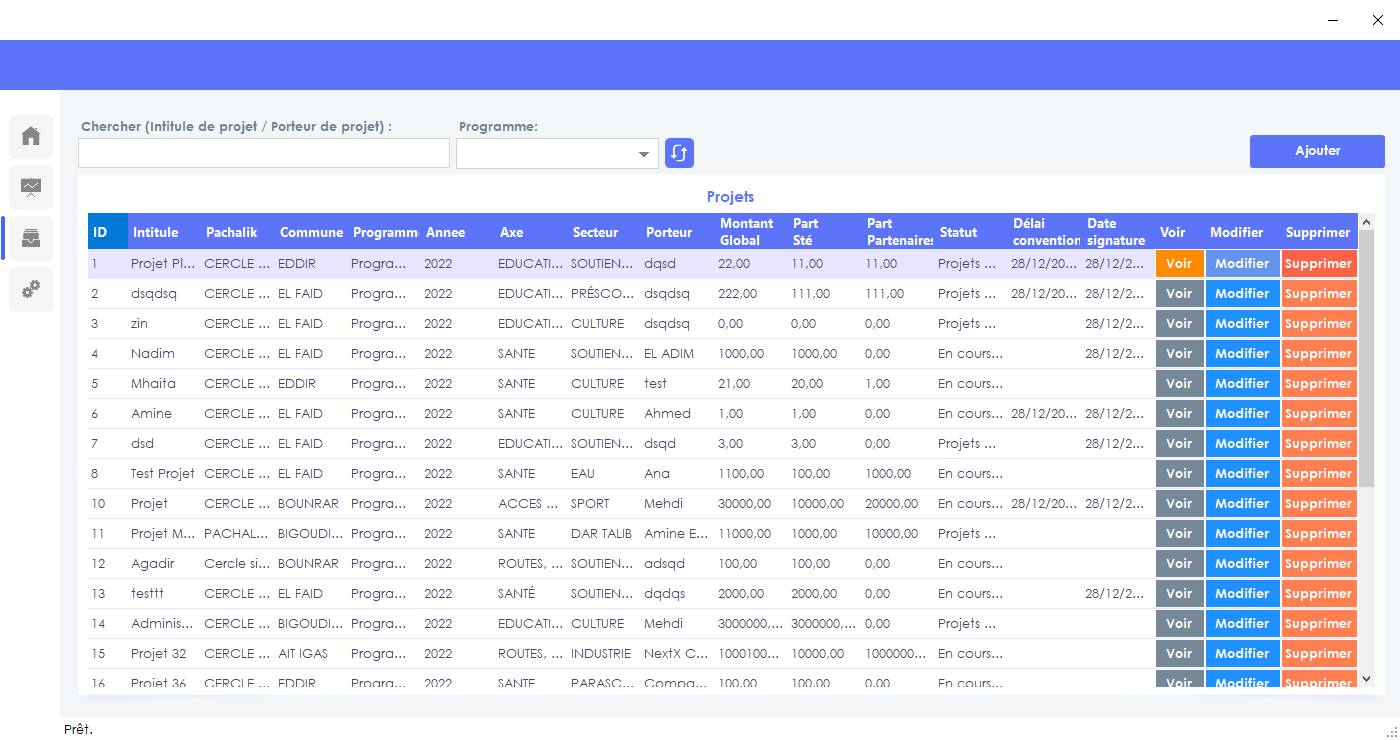 Chercher (Intitule de projet / Porteur de projet) : Programme:
Ajouter
Projets
ID Intitule Pachalik Commune Programm Annee Axe Secteur Porteur Montant Global Part Sté Part Partenaires Statut Délai convention Date signature Voir Modifier Supprimer
1 Projet Pl... CERCLE ... EDDIR Progra... 2022 EDUCATI... SOUTIEN... dqsd 22,00 11,00 11,00 Projets ... 28/12/20... 28/12/2... Voir Modifier Supprimer
2 dsqdsq CERCLE ... EL FAID Progra... 2022 EDUCATI... PRÉSCO... dsqdsq 222,00 111,00 111,00 Projets ... 28/12/20... 28/12/2... Voir Modifier Supprimer
3 zin CERCLE ... EL FAID Progra... 2022 EDUCATI... CULTURE dsqdsq 0,00 0,00 0,00 Projets ... 28/12/2... Voir Modifier Supprimer
4 Nadim CERCLE ... EL FAID Progra... 2022 SANTE SOUTIEN... EL ADIM 1000,00 1000,00 0,00 En cours... 28/12/2... Voir Modifier Supprimer
5 Mhaita CERCLE ... EDDIR Progra... 2022 SANTE CULTURE test 21,00 20,00 1,00 En cours... Voir Modifier Supprimer
6 Amine CERCLE ... EL FAID Progra... 2022 SANTE CULTURE Ahmed 1,00 1,00 0,00 En cours... 28/12/20... 28/12/2... Voir Modifier Supprimer
7 dsd CERCLE ... EL FAID Progra... 2022 EDUCATI... SOUTIEN... dsqd 3,00 3,00 0,00 Projets ... 28/12/2... Voir Modifier Supprimer
8 Test Projet CERCLE ... EL FAID Progra... 2022 SANTE EAU Ana 1100,00 100,00 1000,00 En cours... Voir Modifier Supprimer
10 Projet CERCLE ... BOUNRAR Progra... 2022 ACCES ... SPORT Mehdi 30000,00 10000,00 20000,00 En cours... 28/12/20... 28/12/2... Voir Modifier Supprimer
11 Projet M... PACHAL... BIGOUDI... Progra... 2022 SANTE DAR TALIB Amine E... 11000,00 1000,00 10000,00 Projets ... Voir Modifier Supprimer
12 Agadir Cercle si... BOUNRAR Progra... 2022 ROUTES, ... SOUTIEN... adsqd 100,00 100,00 0,00 En cours... Voir Modifier Supprimer
13 testtt CERCLE ... EL FAID Progra... 2022 SANTÉ SOUTIEN... dqdqs 2000,00 2000,00 0,00 En cours... 28/12/2... Voir Modifier Supprimer
14 Adminis... CERCLE ... BIGOUDI... Progra... 2022 EDUCATI... CULTURE Mehdi 3000000,... 3000000,... 0,00 Projets ... Voir Modifier Supprimer
15 Projet 32 CERCLE ... AIT IGAS Progra... 2022 ROUTES, ... INDUSTRIE NextX C... 1000100... 10000,00 1000000... En cours... Voir Modifier Supprimer
16 Projet 36 CERCLE ... EDDIR Progra... 2022 SANTE PARASC... Compa... 100,00 100,00 0,00 En cours... Voir Modifier Supprimer
Prêt.